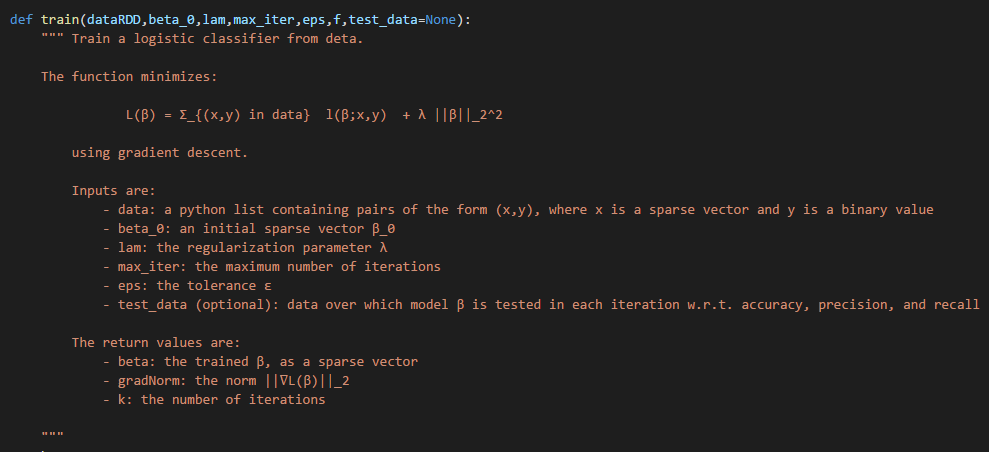 def train(dataRDD,beta_0,lam,max_iter,eps,f,test_data=None):
""" Train a logistic classifier from deta.
The function minimizes:
L(β) = Σ_{(x,y) in data} l(β;x,y) + λ ||β||_2^2
using gradient descent.
Inputs are:
- data: a python list containing pairs of the form (x,y), where x is a sparse vector and y is a binary value
- beta_0: an initial sparse vector β_0
- lam: the regularization parameter λ
- max_iter: the maximum number of iterations
- eps: the tolerance ε
- test_data (optional): data over which model β is tested in each iteration w.r.t. accuracy, precision, and recall
The return values are:
- beta: the trained β, as a sparse vector
- gradNorm: the norm ||∇L(β)||_2
- k: the number of iterations
"""